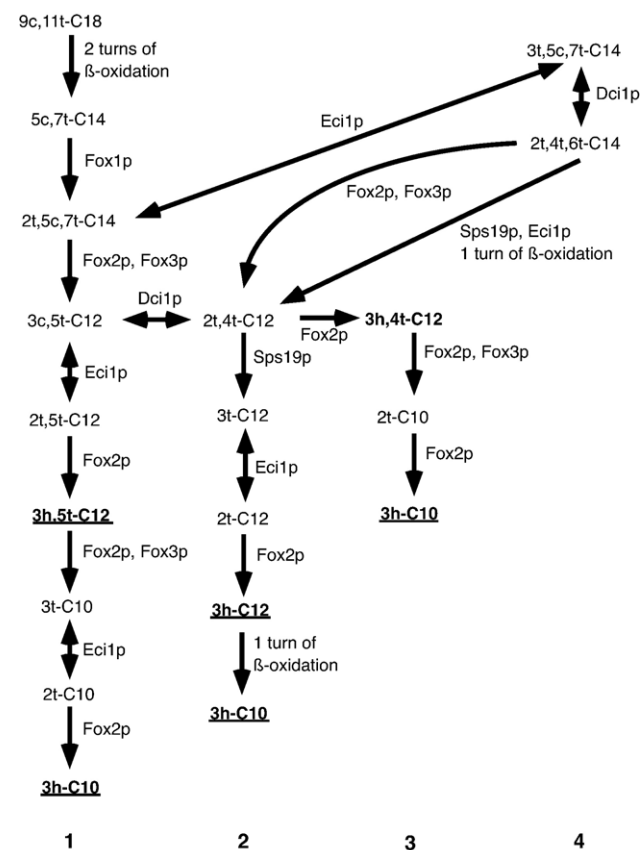 9c,11t-C18
2 turns of
ß-oxidation
5c,7t-C14
Fox1p
2t,5c,7t-C14
Fox2p, Fox3p
3c,5t-C12
Eci1p
2t,5t-C12
Fox2p
3h,5t-C12
Fox2p, Fox3p
3t-C10
Eci1p
2t-C10
Fox2p
3h-C10
1
Dci1p
2t,4t-C12
Sps19p
3t-C12
Eci1p
2t-C12
Fox2p
3h-C12
1 turn of
ß-oxidation
3h-C10
2
Fox2p
3h,4t-C12
Fox2p, Fox3p
2t-C10
Fox2p
3h-C10
3
3t,5c,7t-C14
Dci1p
2t,4t,6t-C14
Eci1p
Fox2p, Fox3p
Sps19p, Eci1p
1 turn of ß-oxidation
4